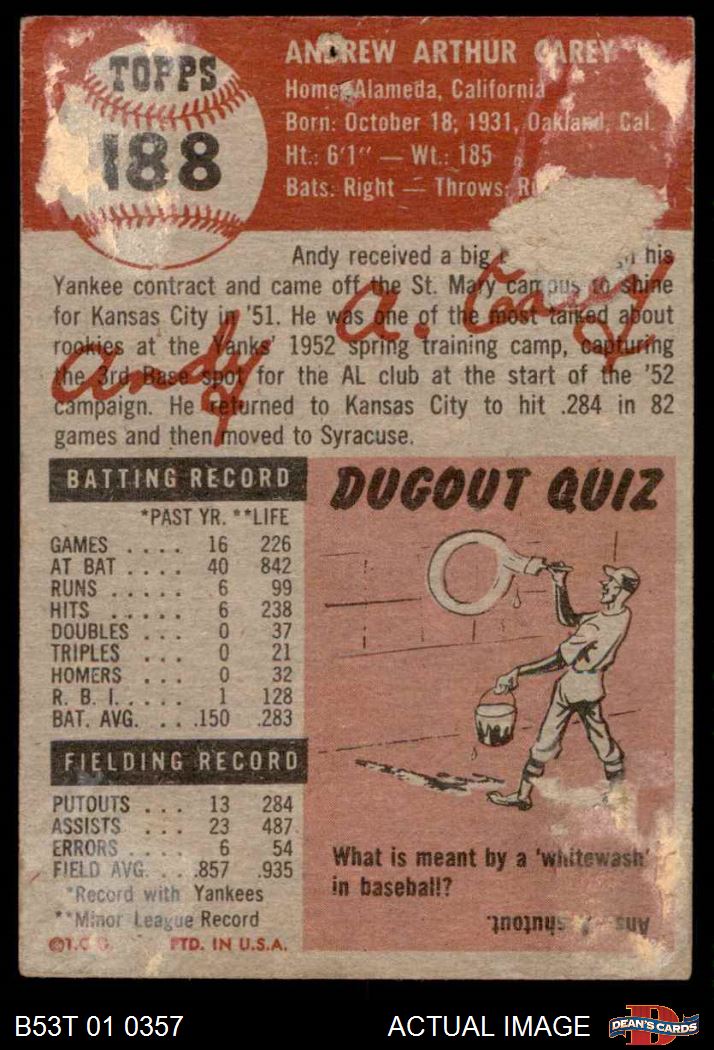 TOPPS
188
ANDREW ARTHUR CAREY
Home: Alameda, California
Born: October 18, 1931, Oakland, Cal.
Ht.: 6'1" — Wt.: 185
Bats: Right — Throws:
Andy received a big his
Yankee contract and came off the St. Mary campus to shine
for Kansas City in '51. He was one of the most talked about
rookies at the Yanks' 1952 spring training camp, capturing
the 3rd Base spot for the AL club at the start of the '52
campaign. He returned to Kansas City to hit .284 in 82
games and then moved to Syracuse.
Andy A. Carey
BATTING RECORD
*PAST YR. **LIFE
GAMES .... 16 226
AT BAT .... 40 842
RUNS ..... 6 99
HITS ..... 6 238
DOUBLES ... 0 37
TRIPLES ... 0 21
HOMERS ... 0 32
R. B. I. .... 1 128
BAT. AVG. ... .150 .283
FIELDING RECORD
PUTOUTS ... 13 284
ASSISTS ... 23 487
ERRORS ... 6 54
FIELD AVG. .. .857 .935
*Record with Yankees
**Minor League Record
©T.C.G. PTD. IN U.S.A.
DUGOUT QUIZ
What is meant by a 'whitewash'
in baseball?
Ans. A shutout.
B53T 01 0357 ACTUAL IMAGE
D
DEAN'S CARDS